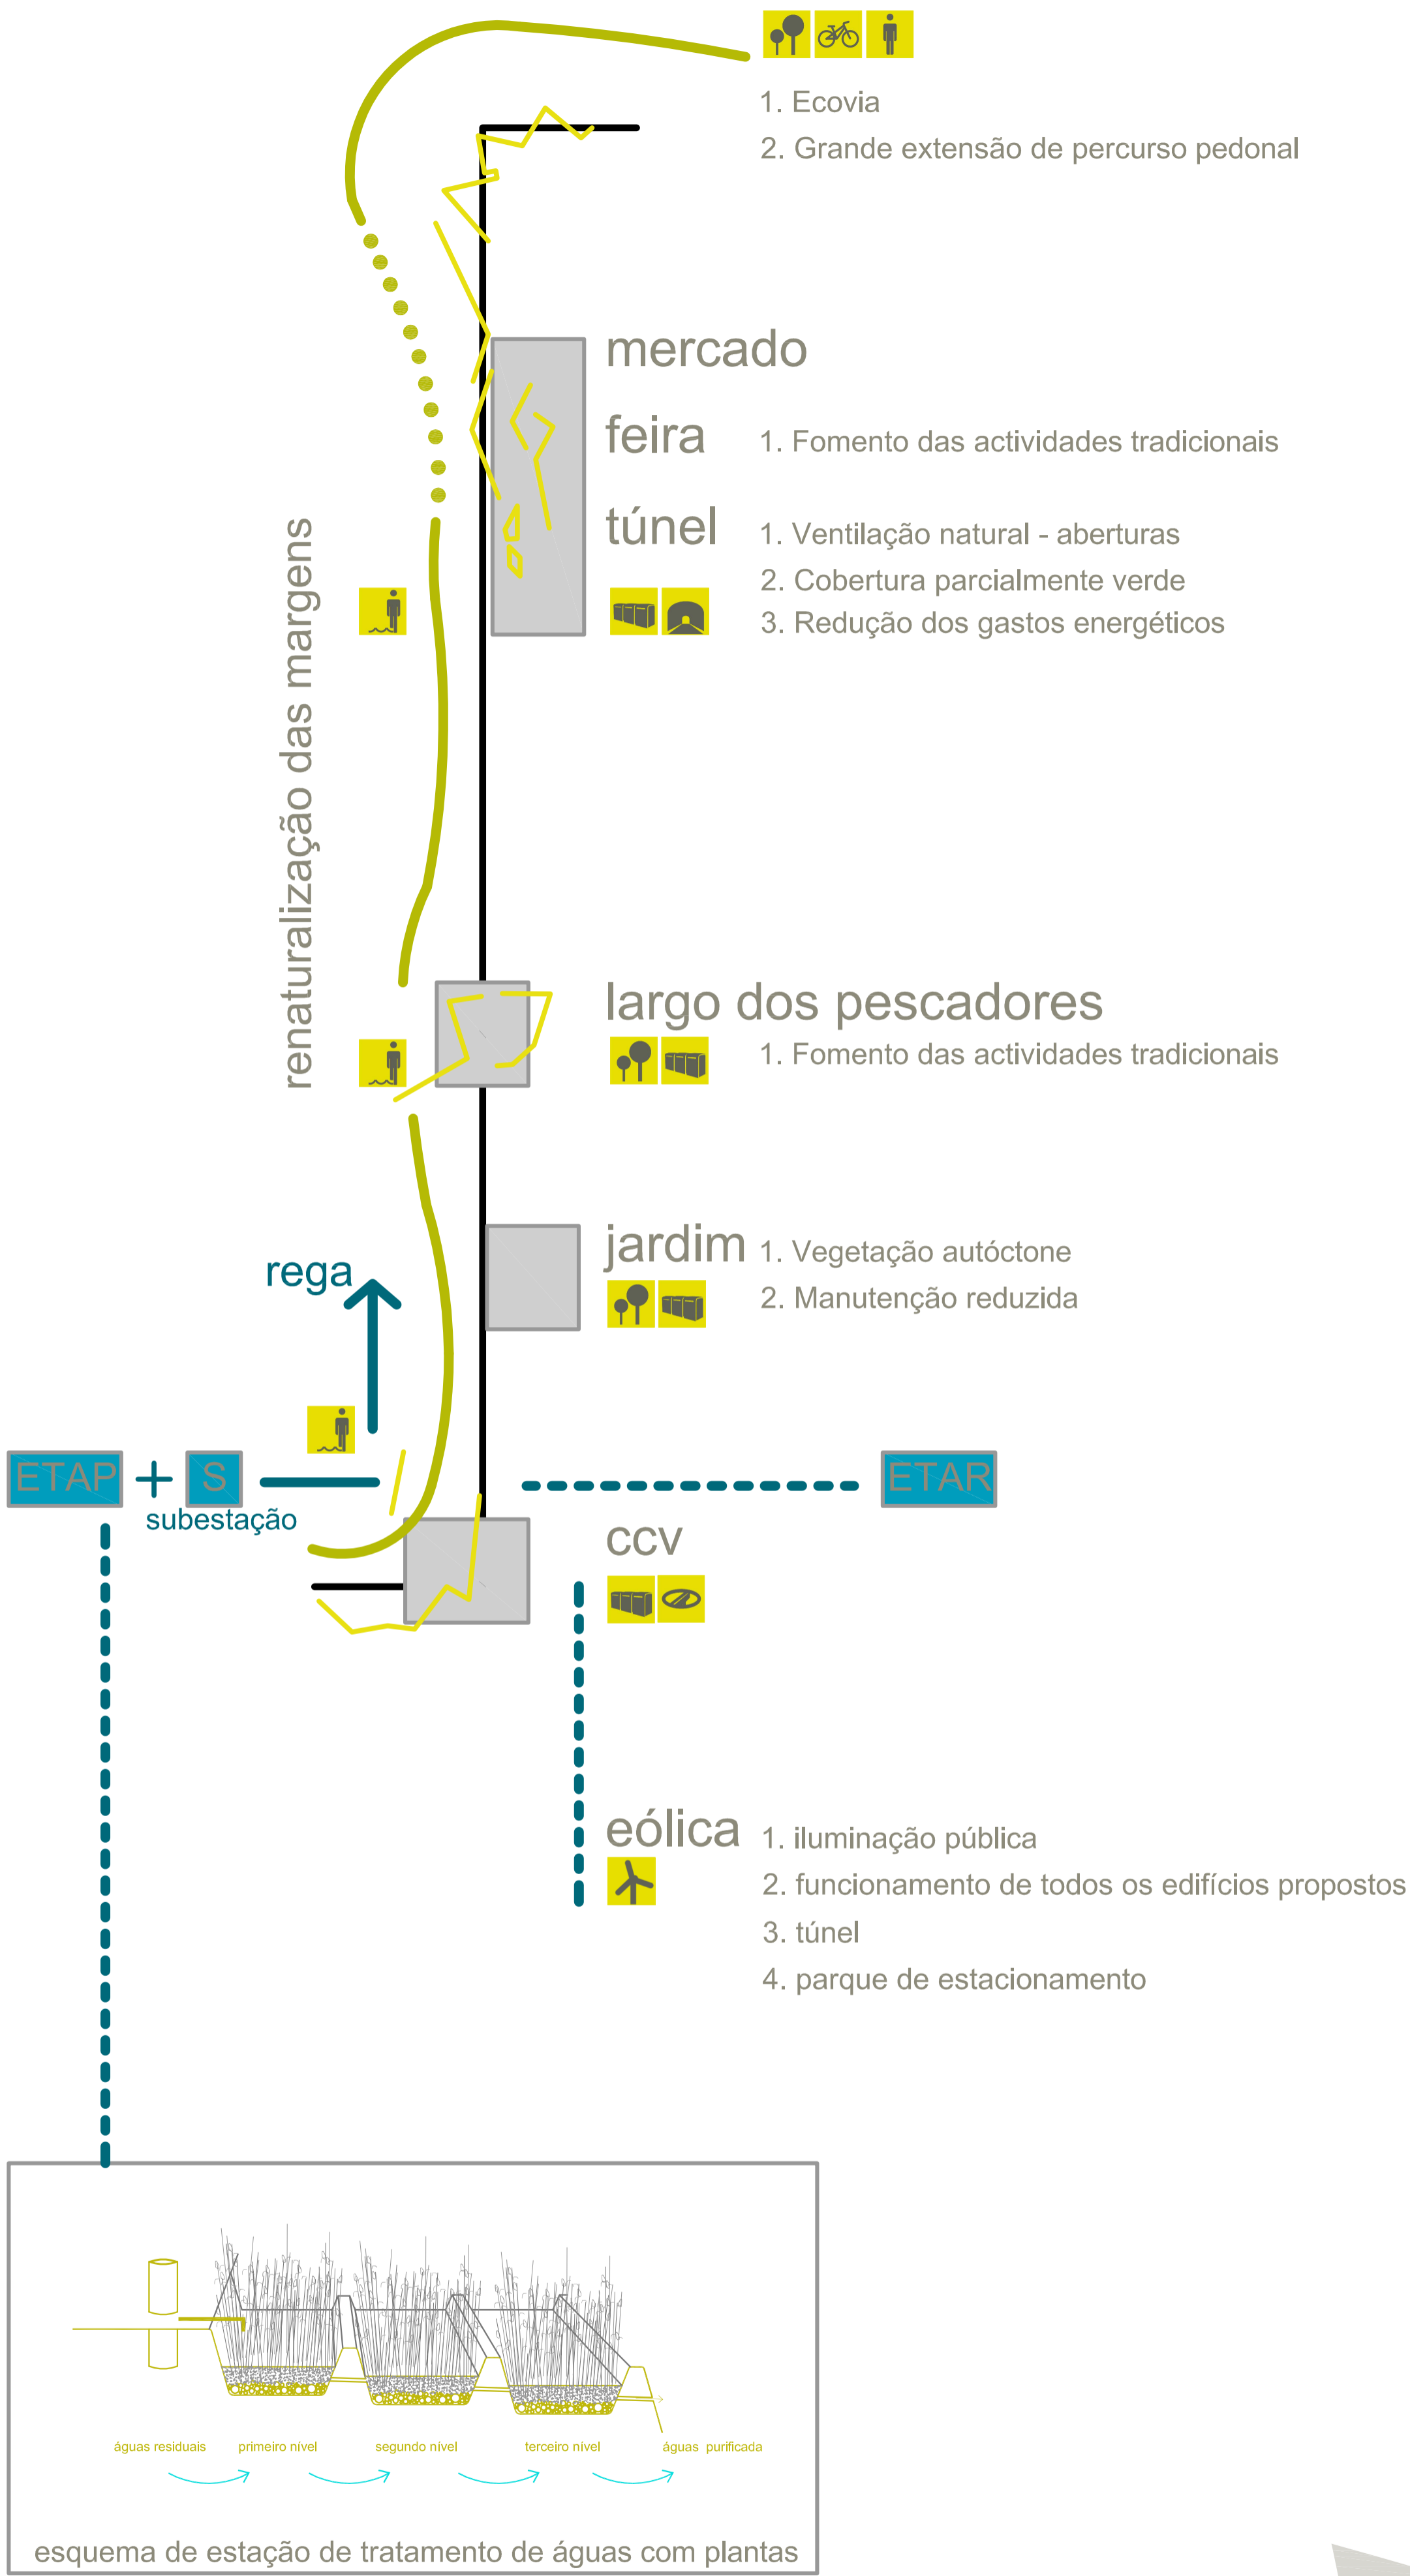 1. Ecovia
2. Grande extensão de percurso pedonal
mercado
feira
1. Fomento das actividades tradicionais
túnel
1. Ventilação natural - aberturas
2. Cobertura parcialmente verde
3. Redução dos gastos energéticos
renaturalização das margens
largo dos pescadores
1. Fomento das actividades tradicionais
jardim
1. Vegetação autóctone
2. Manutenção reduzida
rega
ETAP + S
subestação
ETAR
ccv
eólica
1. iluminação pública
2. funcionamento de todos os edifícios propostos
3. túnel
4. parque de estacionamento
águas residuais primeiro nível segundo nível terceiro nível águas purificada
esquema de estação de tratamento de águas com plantas